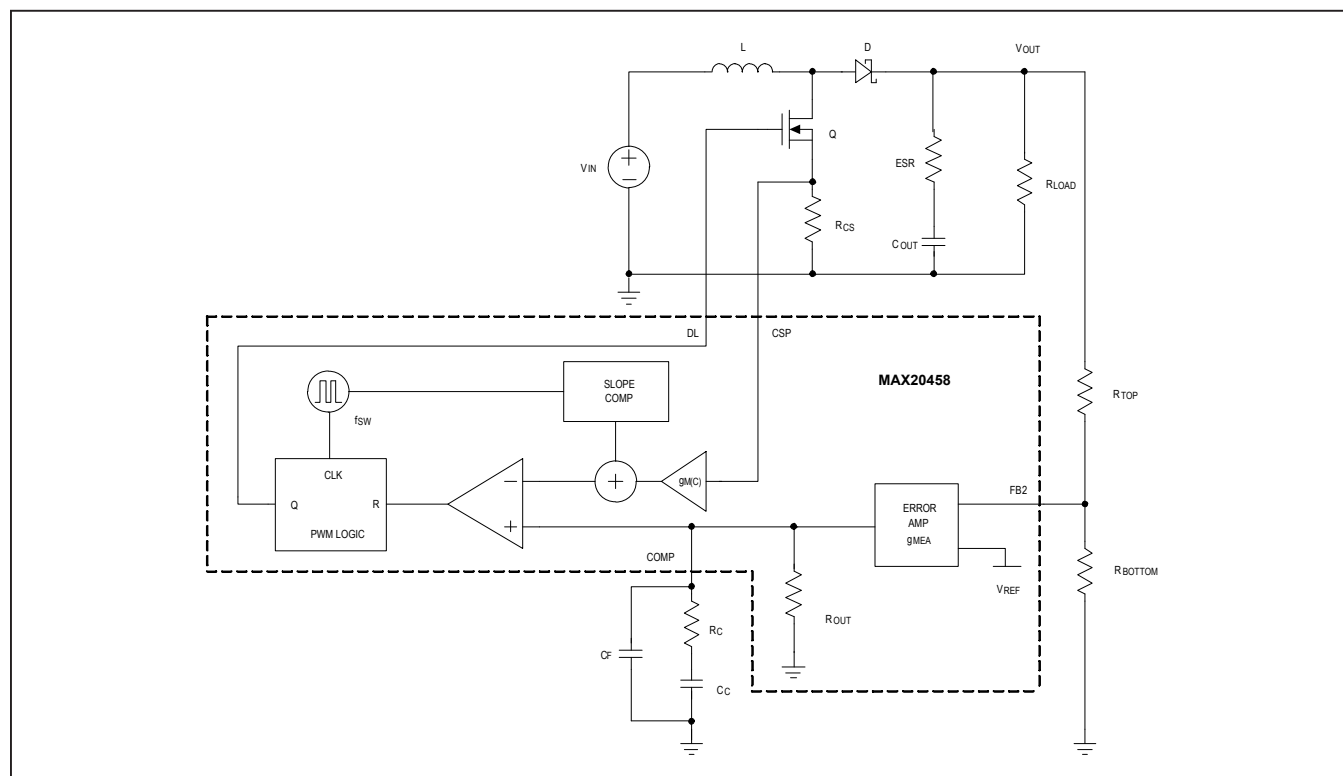 L
D
VOUT
Q
VIN
ESR
RLOAD
RCS
COUT
DL
CSP
MAX20458
SLOPE
COMP
RTOP
fSW
gM(C)
CLK
Q
R
PWM LOGIC
+
ERROR
AMP
gMEA
FB2
VREF
COMP
RBOTTOM
ROUT
RC
CF
CC